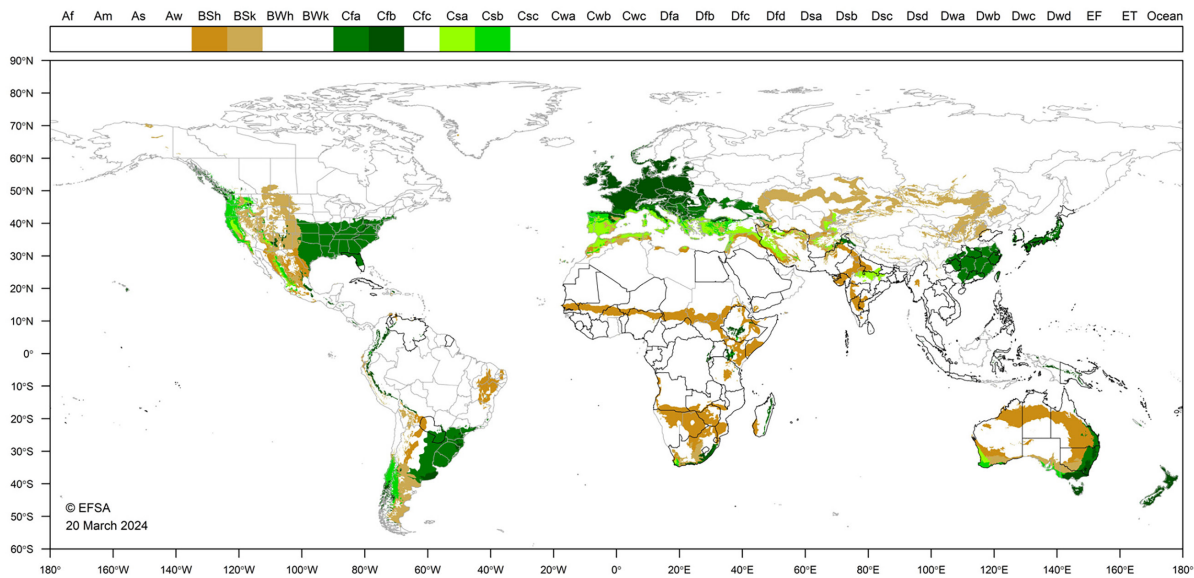 Af Am As Aw BSh BSk BWh BWk Cfa Cfb Cfc Csa Csb Csc Cwa Cwb Cwc Dfa Dfb Dfc Dfd Dsa Dsb Dsc Dsd Dwa Dwb Dwc Dwd EF ET Ocean
90°N
80°N
70°N
60°N
50°N
40°N
30°N
20°N
10°N
0°
10°S
20°S
30°S
40°S
50°S
60°S
© EFSA
20 March 2024
180° 160°W 140°W 120°W 100°W 80°W 60°W 40°W 20°W 0° 20°E 40°E 60°E 80°E 100°E 120°E 140°E 160°E 180°